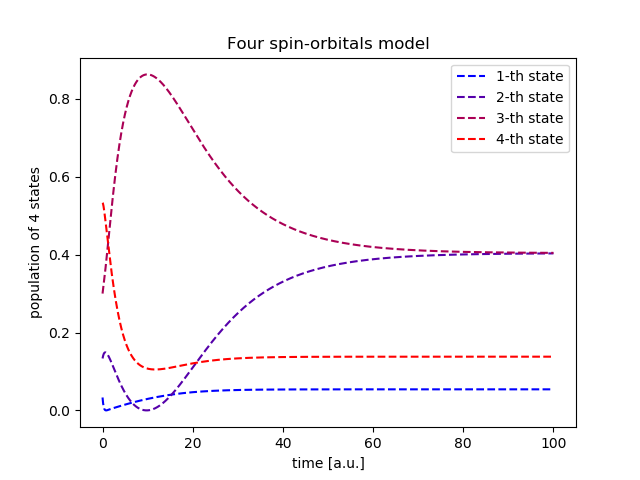 Four spin-orbitals model
1-th state
2-th state
3-th state
4-th state
population of 4 states
0.8
0.6
0.4
0.2
0.0
0
20
40
60
80
100
time [a.u.]